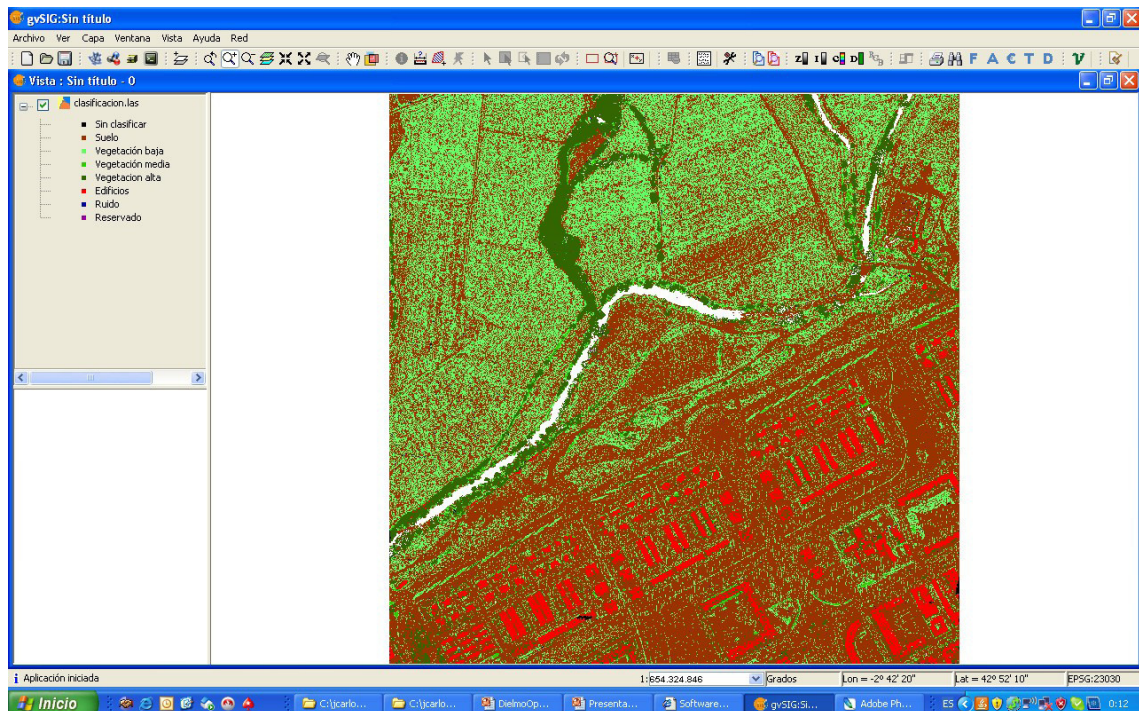 gvSIG:Sin título
Archivo Ver Capa Ventana Vista Ayuda Red
F A C T D
Vista : Sin título - 0
clasificacion.las
Sin clasificar
Suelo
Vegetación baja
Vegetación media
Vegetacion alta
Edificios
Ruido
Reservado
Aplicación iniciada
1: 654.324.846
Grados
Lon = -2º 42' 20"
Lat = 42º 52' 10"
EPSG:23030
Inicio
C:\jcarlo...
C:\jcarlo...
DielmoOp...
Presenta...
Software...
gvSIG:Si...
Adobe Ph...
ES
0:12